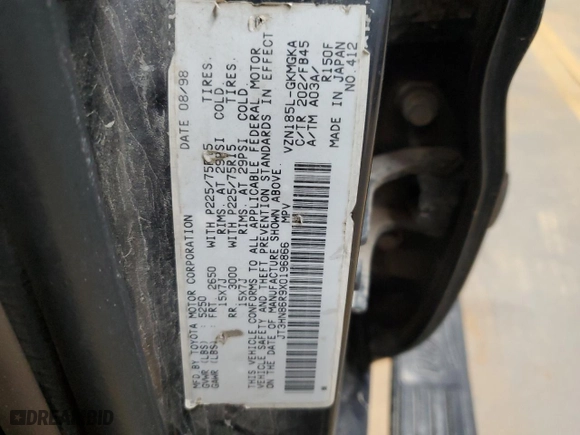 MFD BY TOYOTA MOTOR CORPORATION DATE 08/98
GVWR (LBS) 5250
GAWR (LBS) FRT. 2650 WITH P225/75R15 TIRES,
15X7J RIMS, AT 29PSI COLD
RR. 3000 WITH P225/75R15 TIRES,
15X7J RIMS, AT 29PSI COLD
THIS VEHICLE CONFORMS TO ALL APPLICABLE FEDERAL MOTOR
VEHICLE SAFETY AND THEFT PREVENTION STANDARDS IN EFFECT
ON THE DATE OF MANUFACTURE SHOWN ABOVE.
JT3HN86R9X0196866 MPV
VZN185L-GKMGKA
C/TR 202/FB45
A/TM A03A/ R150F
MADE IN JAPAN
NO. 412
DREAMBID